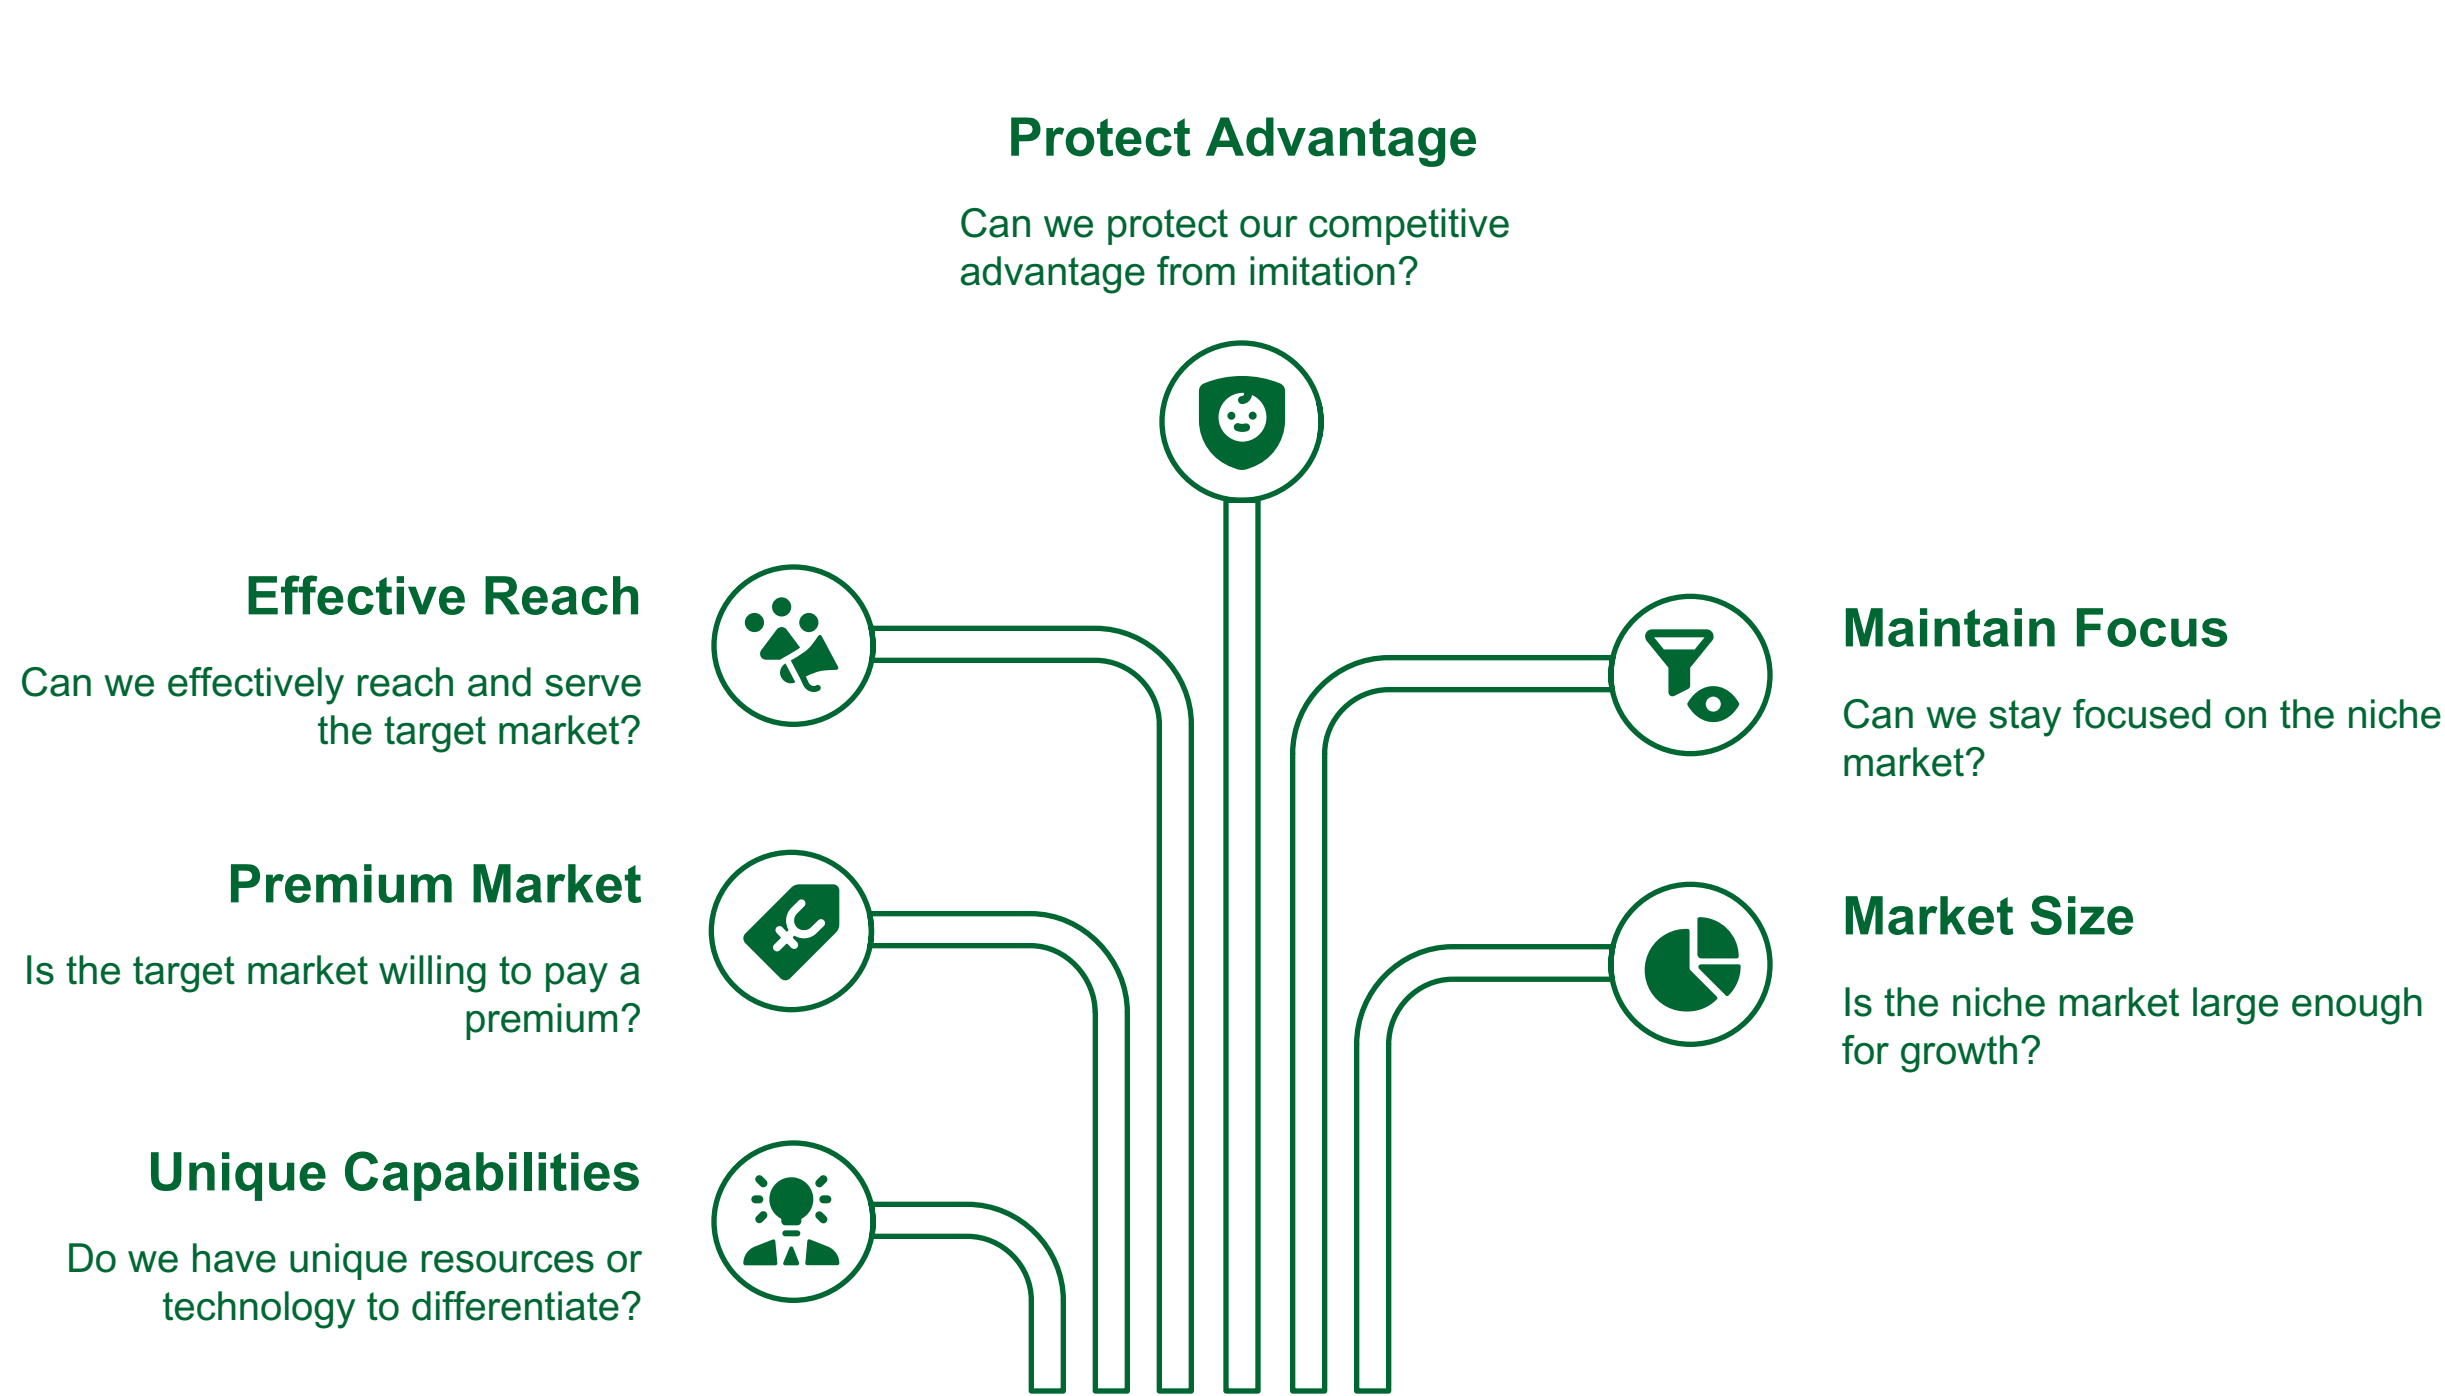 Protect Advantage
Can we protect our competitive
advantage from imitation?
Effective Reach
Can we effectively reach and serve
the target market?
Maintain Focus
Can we stay focused on the niche
market?
Premium Market
Is the target market willing to pay a
premium?
Market Size
Is the niche market large enough
for growth?
Unique Capabilities
Do we have unique resources or
technology to differentiate?